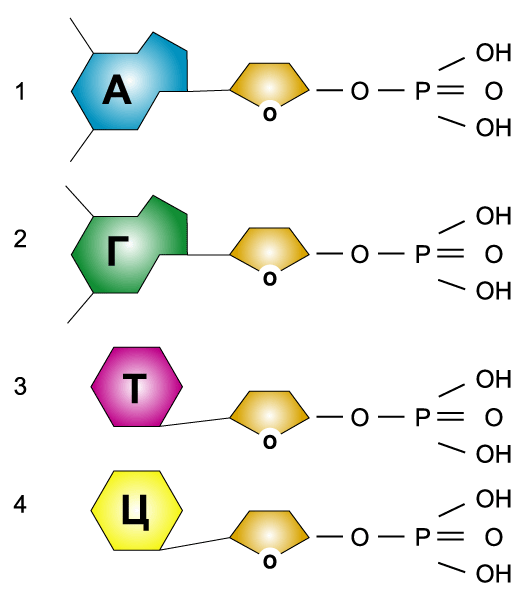 OH
1 А О О P О
OH
OH
2 Г О О P О
OH
OH
3 Т О О P О
OH
OH
4 Ц О О P О
OH